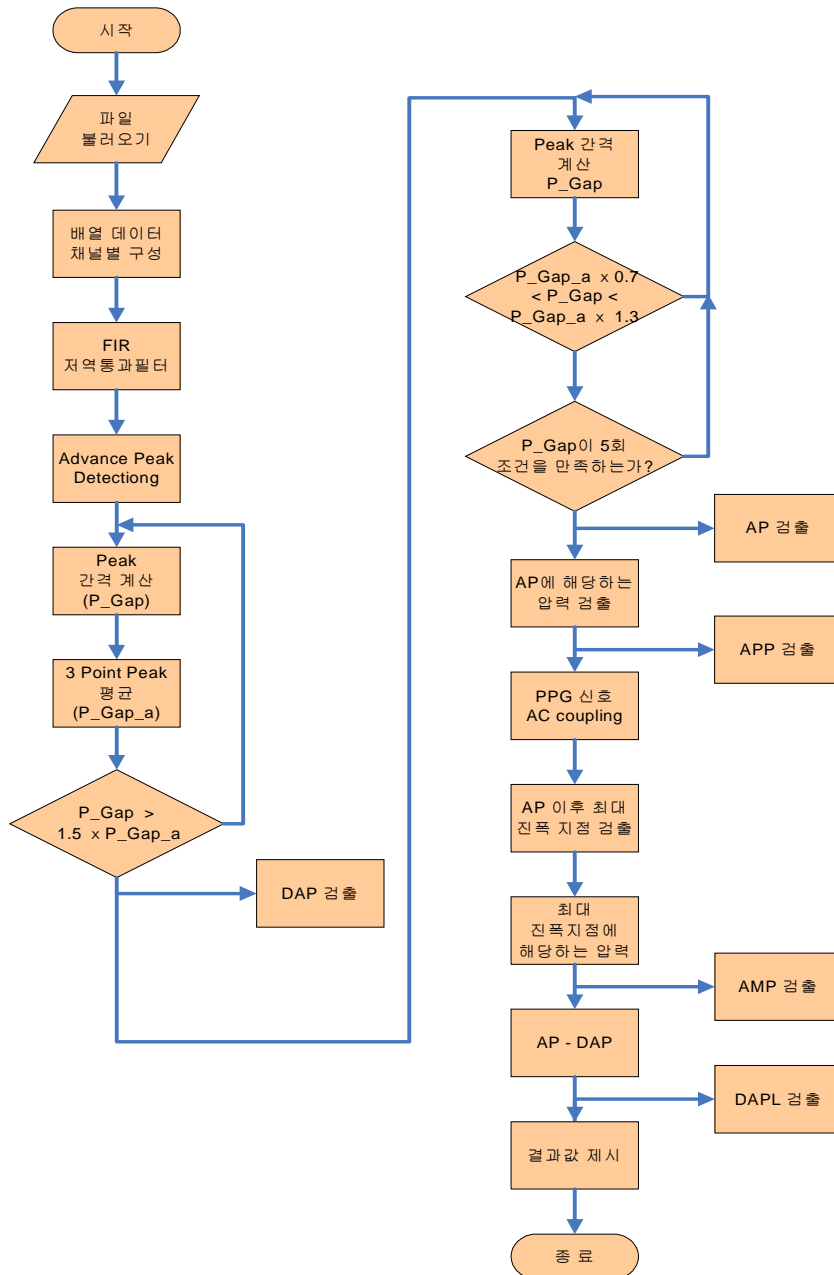 시작
파일
불러오기
배열 데이터
채널별 구성
FIR
저역통과필터
Advance Peak
Detectiong
Peak
간격 계산
(P_Gap)
3 Point Peak
평균
(P_Gap_a)
P_Gap >
1.5 x P_Gap_a
DAP 검출
Peak 간격
계산
P_Gap
P_Gap_a x 0.7
< P_Gap <
P_Gap_a x 1.3
P_Gap이 5회
조건을 만족하는가?
AP 검출
AP에 해당하는
압력 검출
APP 검출
PPG 신호
AC coupling
AP 이후 최대
진폭 지점 검출
최대
진폭지점에
해당하는 압력
AMP 검출
AP - DAP
DAPL 검출
결과값 제시
종료